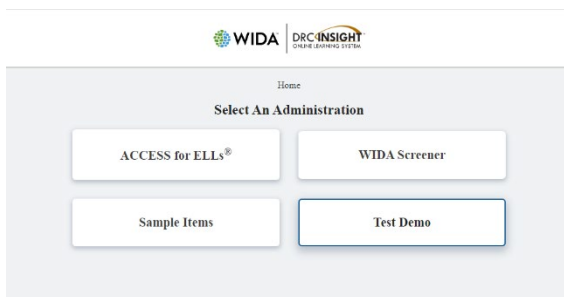 WIDA DRC INSIGHT
ONLINE LEARNING SYSTEM
Home
Select An Administration
ACCESS for ELLs® WIDA Screener
Sample Items Test Demo